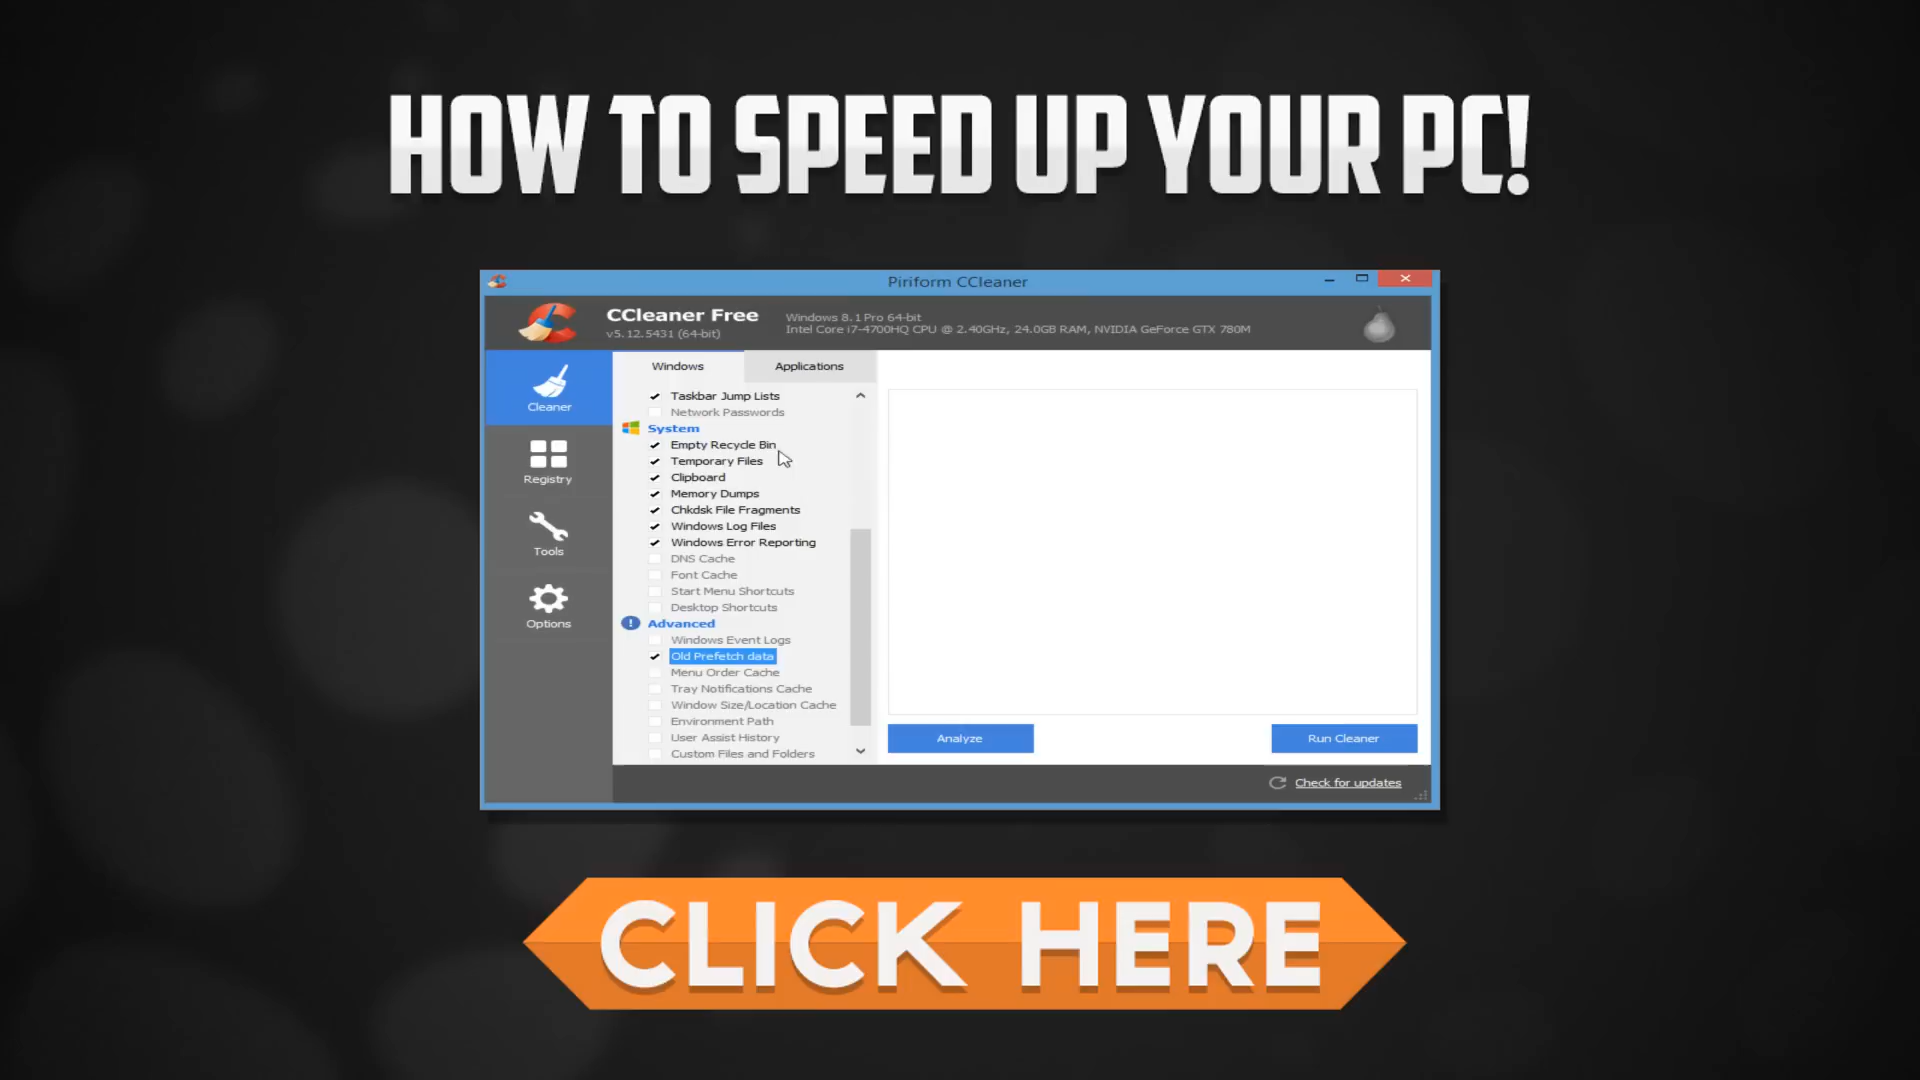 HOW TO SPEED UP YOUR PC!
Piriform CCleaner
CCleaner Free
v5.12.5431 (64-bit)
Windows 8.1 Pro 64-bit
Intel Core i7-4700HQ CPU @ 2.40GHz, 24.0GB RAM, NVIDIA GeForce GTX 780M
Cleaner
Registry
Tools
Options
Windows
Applications
Taskbar Jump Lists
Network Passwords
System
Empty Recycle Bin
Temporary Files
Clipboard
Memory Dumps
Chkdsk File Fragments
Windows Log Files
Windows Error Reporting
DNS Cache
Font Cache
Start Menu Shortcuts
Desktop Shortcuts
Advanced
Windows Event Logs
Old Prefetch data
Menu Order Cache
Tray Notifications Cache
Window Size/Location Cache
Environment Path
User Assist History
Custom Files and Folders
Analyze
Run Cleaner
Check for updates
CLICK HERE